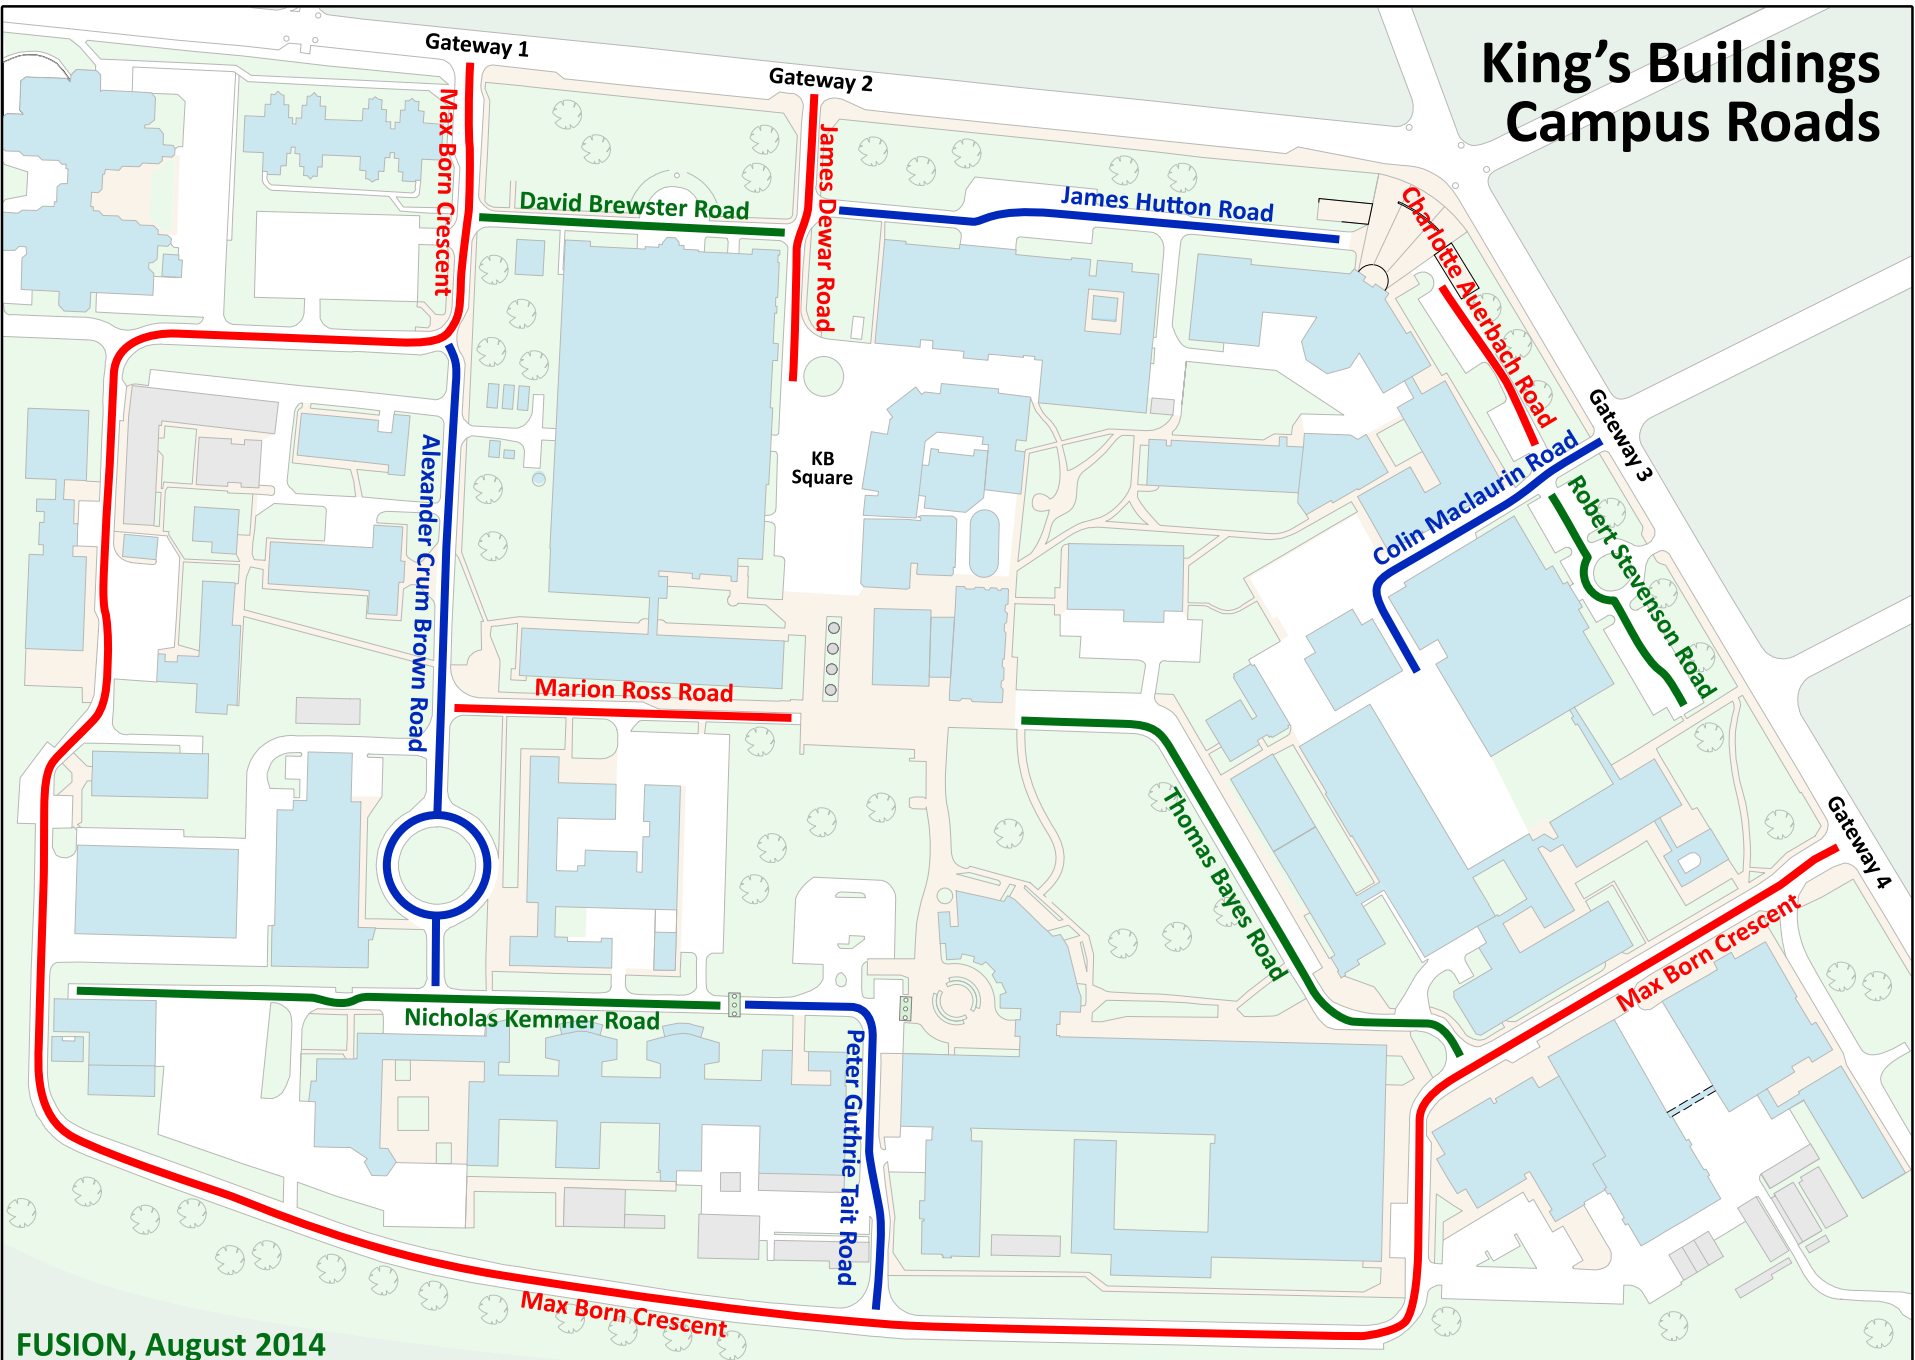 King's Buildings
Campus Roads
Gateway 1
Gateway 2
Max Born Crescent
James Dewar Road
David Brewster Road
James Hutton Road
Charlotte Auerbach Road
Gateway 3
Alexander Crum Brown Road
KB
Square
Colin Maclaurin Road
Robert Stevenson Road
Marion Ross Road
Thomas Bayes Road
Gateway 4
Max Born Crescent
Nicholas Kemmer Road
Peter Guthrie Tait Road
Max Born Crescent
FUSION, August 2014